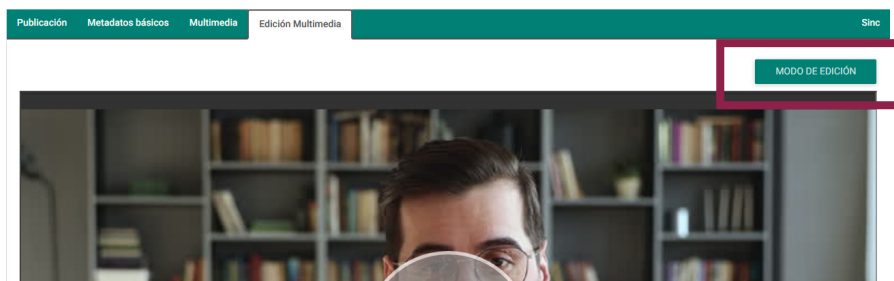 Publicación Metadatos básicos Multimedia Edición Multimedia Sinc
MODO DE EDICIÓN